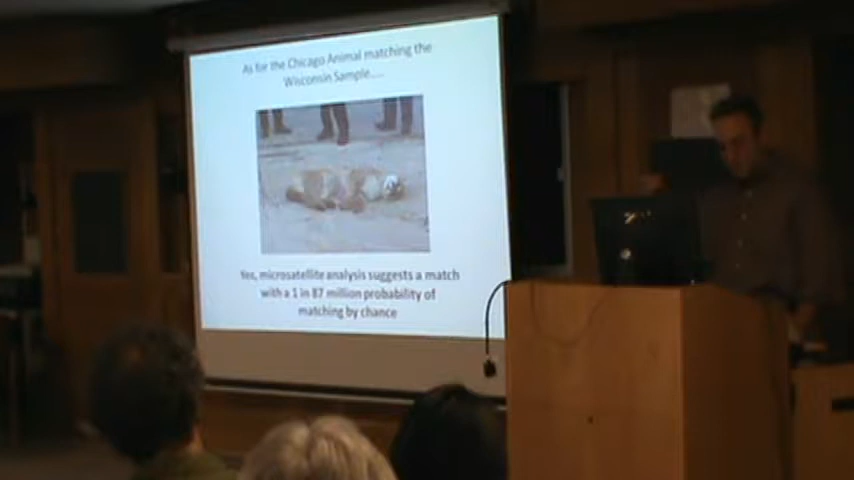 As for the Chicago Animal matching the
Wisconsin Sample....
Yes, microsatellite analysis suggests a match
with a 1 in 87 million probability of
matching by chance